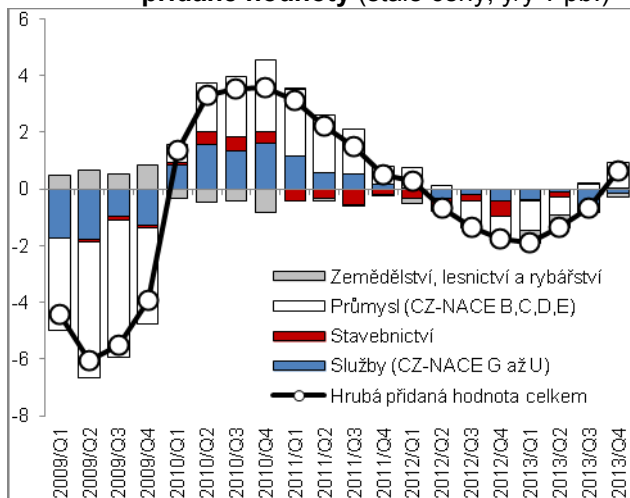 přidané hodnoty (stálé ceny, y/y v pb.)
6
4
2
0
-2
-4
-6
-8
Zemědělství, lesnictví a rybářství
Průmysl (CZ-NACE B,C,D,E)
Stavebnictví
Služby (CZ-NACE G až U)
Hrubá přidaná hodnota celkem
2009/Q1
2009/Q2
2009/Q3
2009/Q4
2010/Q1
2010/Q2
2010/Q3
2010/Q4
2011/Q1
2011/Q2
2011/Q3
2011/Q4
2012/Q1
2012/Q2
2012/Q3
2012/Q4
2013/Q1
2013/Q2
2013/Q3
2013/Q4